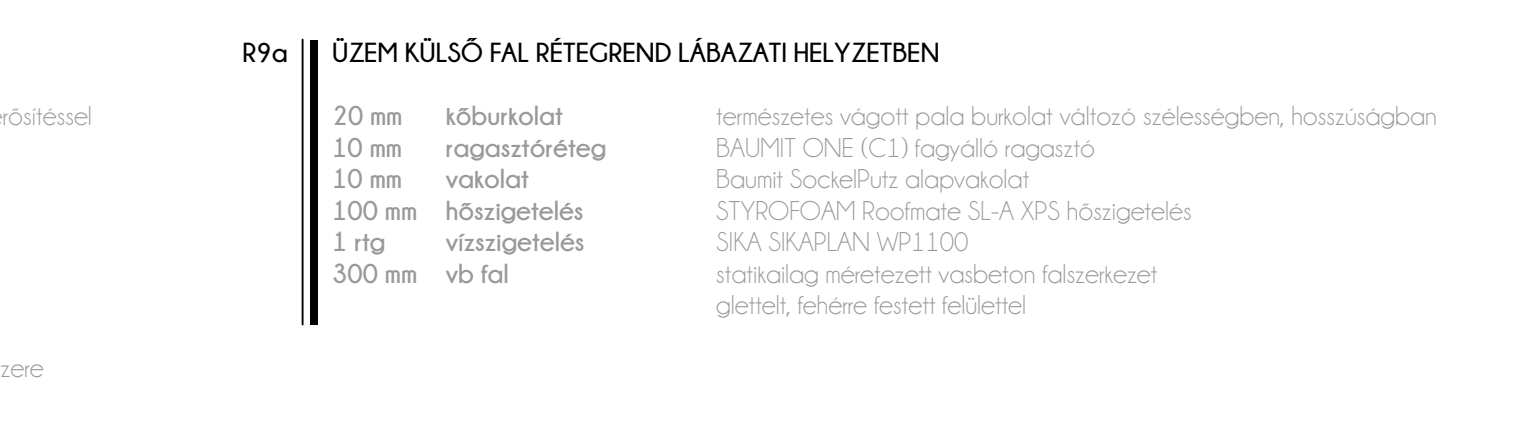 R9a ÜZEM KÜLSŐ FAL RÉTEGREND LÁBAZATI HELYZETBEN
erősítéssel
20 mm kőburkolat természetes vágott pala burkolat változó szélességben, hosszúságban
10 mm ragasztóréteg BAUMIT ONE (C1) fagyálló ragasztó
10 mm vakolat Baumit SockelPutz alapvakolat
100 mm hőszigetelés STYROFOAM Roofmate SL-A XPS hőszigetelés
1 rtg vízszigetelés SIKA SIKAPLAN WP1100
300 mm vb fal statikailag méretezett vasbeton falszerkezet
glettelt, fehérre festett felülettel
zere